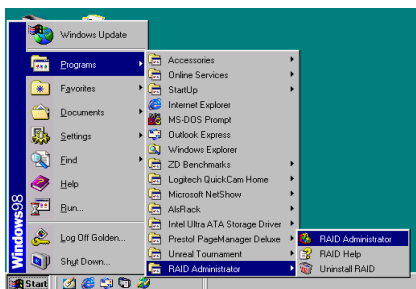 Windows Update
Programs
Favorites
Documents
Settings
Find
Help
Run...
Log Off Golden...
Shut Down...
Windows98
Start
Accessories
Online Services
StartUp
Internet Explorer
MS-DOS Prompt
Outlook Express
Windows Explorer
ZD Benchmarks
Logitech QuickCam Home
Microsoft NetShow
AlsRack
Intel Ultra ATA Storage Driver
Presto! PageManager Deluxe
Unreal Tournament
RAID Administrator
RAID Administrator
RAID Help
Uninstall RAID